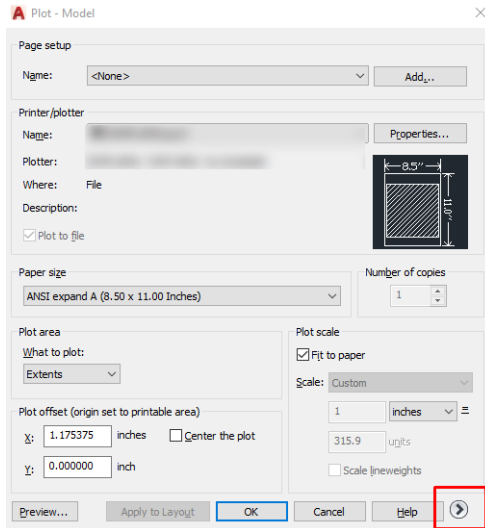 Plot - Model
Page setup
Name: <None> Add...
Printer/plotter
Name: Properties...
Plotter:
Where: File
Description:
Plot to file
8.5"
11.0"
Paper size
ANSI expand A (8.50 x 11.00 Inches)
Number of copies
1
Plot area
What to plot:
Extents
Plot scale
Fit to paper
Scale: Custom
1 inches =
315.9 units
Scale lineweights
Plot offset (origin set to printable area)
X: 1.175375 inches Center the plot
Y: 0.000000 inch
Preview... Apply to Layout OK Cancel Help